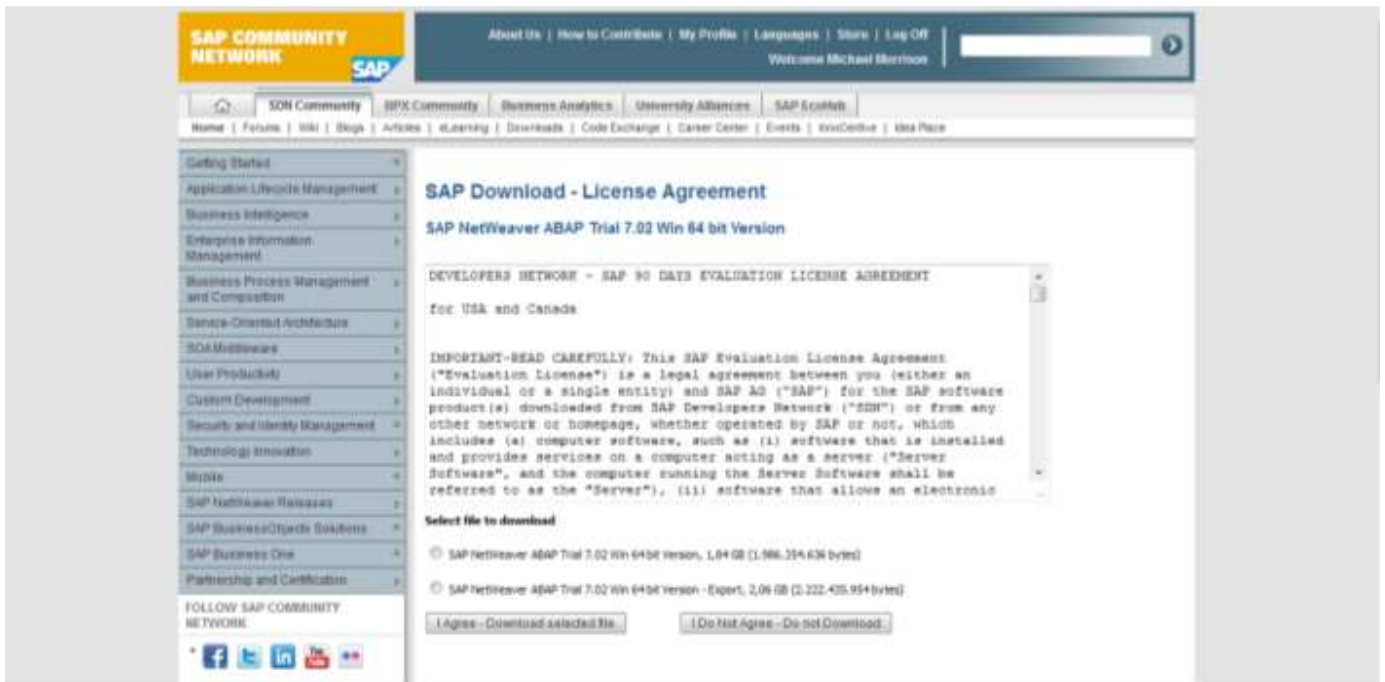 SAP COMMUNITY
NETWORK
SAP
About Us | How to Contribute | My Profile | Languages | Store | Log Off
Welcome Michael Morrison
SDN Community
BPX Community
Business Analytics
University Alliances
SAP EcoHub
Home | Forums | Wiki | Blogs | Articles | eLearning | Downloads | Code Exchange | Career Center | Events | InnoCentive | Idea Place
Getting Started
Application Lifecycle Management
Business Intelligence
Enterprise Information
Management
Business Process Management
and Composition
Service-Oriented Architecture
SOA Middleware
User Productivity
Custom Development
Security and Identity Management
Technology Innovation
Mobile
SAP NetWeaver Releases
SAP BusinessObjects Solutions
SAP Business One
Partnership and Certification
FOLLOW SAP COMMUNITY
NETWORK
SAP Download - License Agreement
SAP NetWeaver ABAP Trial 7.02 Win 64 bit Version
DEVELOPERS NETWORK - SAP 90 DAYS EVALUATION LICENSE AGREEMENT
for USA and Canada
IMPORTANT-READ CAREFULLY: This SAP Evaluation License Agreement
("Evaluation License") is a legal agreement between you (either an
individual or a single entity) and SAP AG ("SAP") for the SAP software
product(s) downloaded from SAP Developers Network ("SDN") or from any
other network or homepage, whether operated by SAP or not, which
includes (a) computer software, such as (i) software that is installed
and provides services on a computer acting as a server ("Server
Software", and the computer running the Server Software shall be
referred to as the "Server"), (ii) software that allows an electronic
Select file to download
SAP NetWeaver ABAP Trial 7.02 Win 64bit Version, 1,84 GB (1.986.354.636 bytes)
SAP NetWeaver ABAP Trial 7.02 Win 64bit Version - Export, 2,06 GB (2.222.435.954 bytes)
I Agree - Download selected file
I Do Not Agree - Do not Download